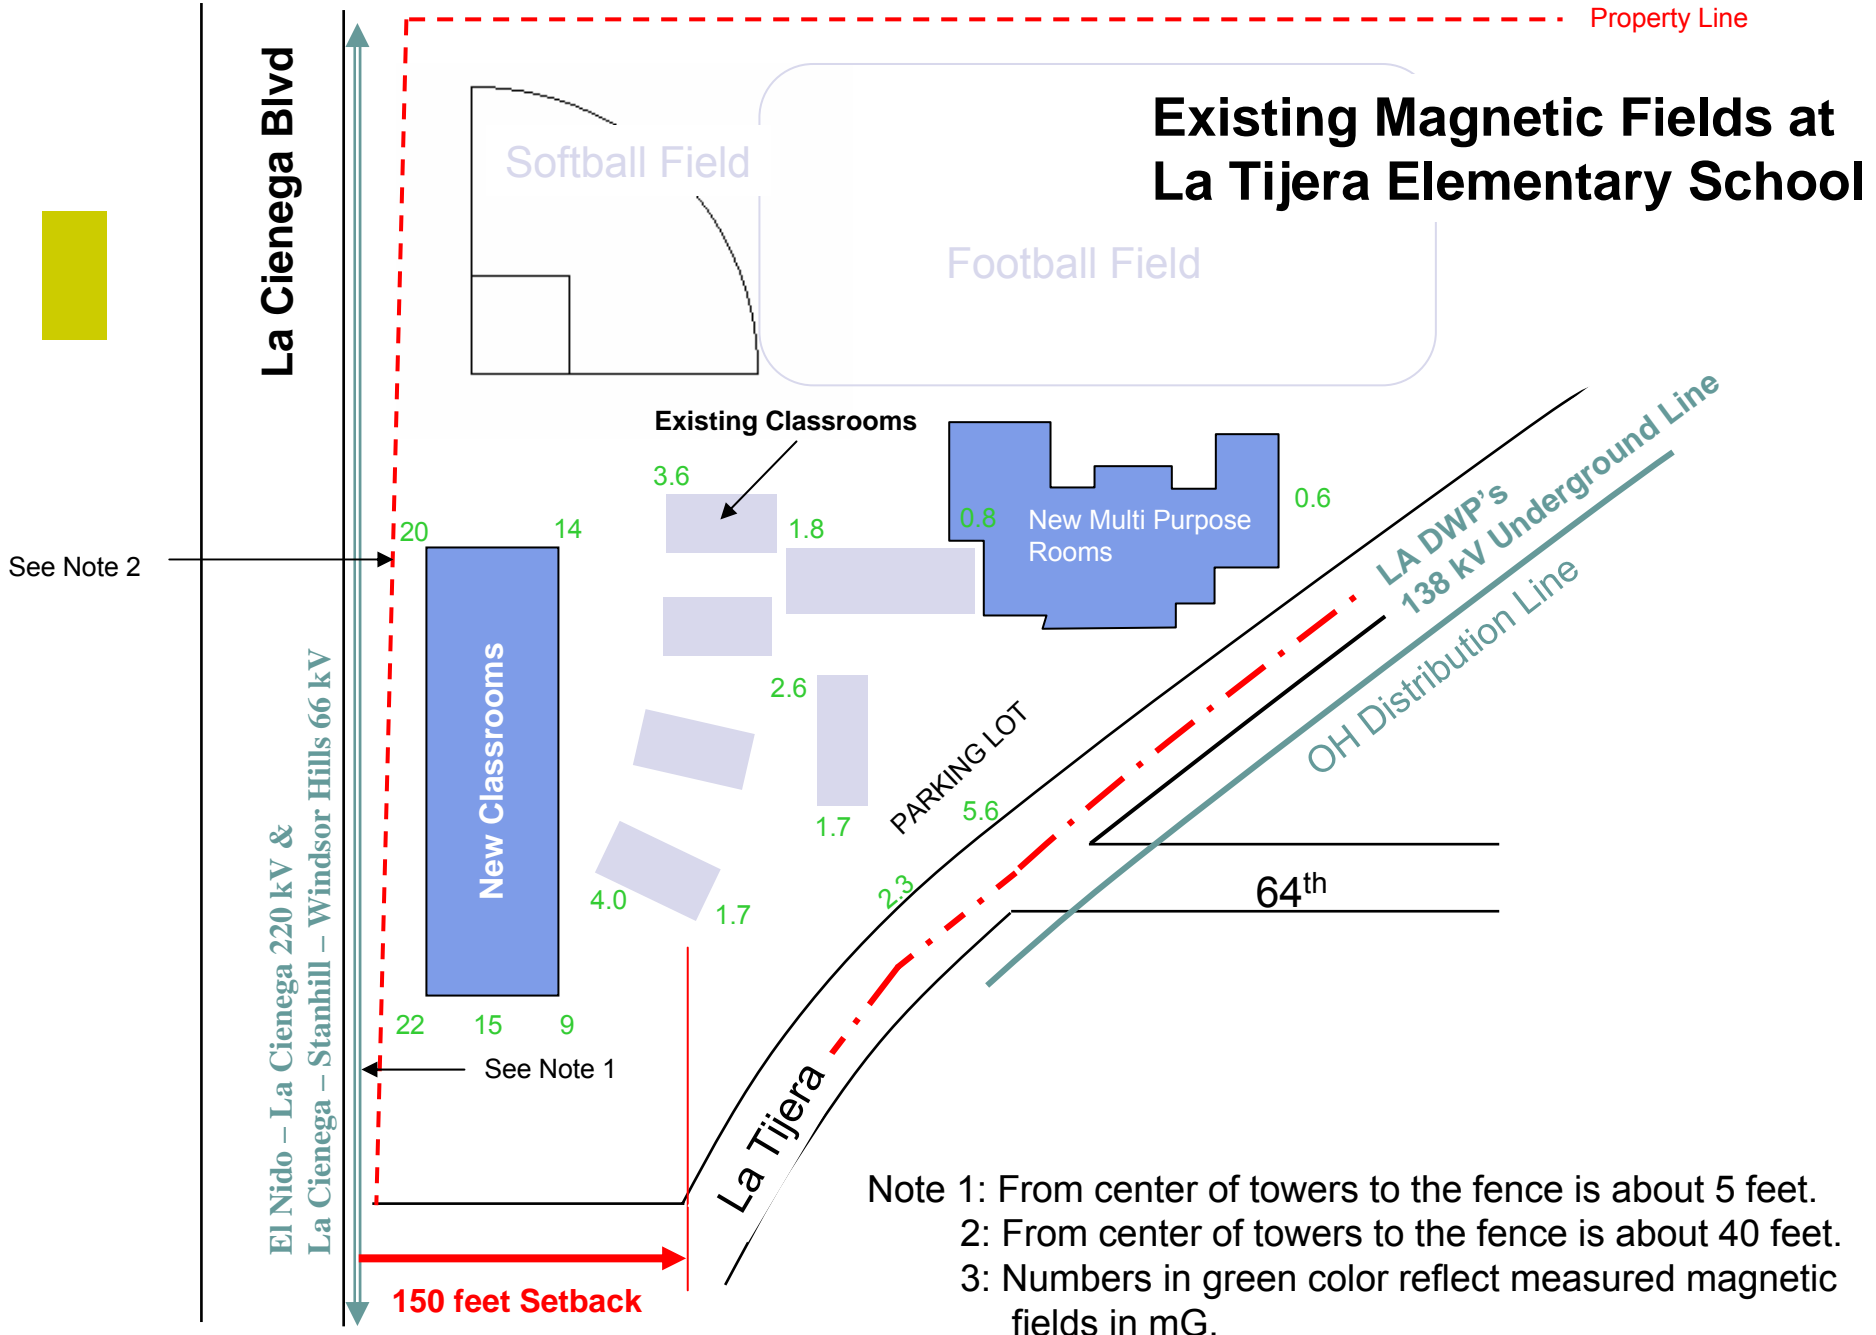 Property Line
La Cienega Blvd
Existing Magnetic Fields at
La Tijera Elementary School
Softball Field
Football Field
Existing Classrooms
LA DWP's
138 kV Underground Line
OH Distribution Line
3.6
20
14
1.8
0.8
New Multi Purpose
Rooms
0.6
See Note 2
New Classrooms
2.6
PARKING LOT
5.6
1.7
2.3
4.0
1.7
64th
22
15
9
See Note 1
El Nido – La Cienega 220 kV &
La Cienega – Stanhill – Windsor Hills 66 kV
La Tijera
150 feet Setback
Note 1: From center of towers to the fence is about 5 feet.
2: From center of towers to the fence is about 40 feet.
3: Numbers in green color reflect measured magnetic
fields in mG.